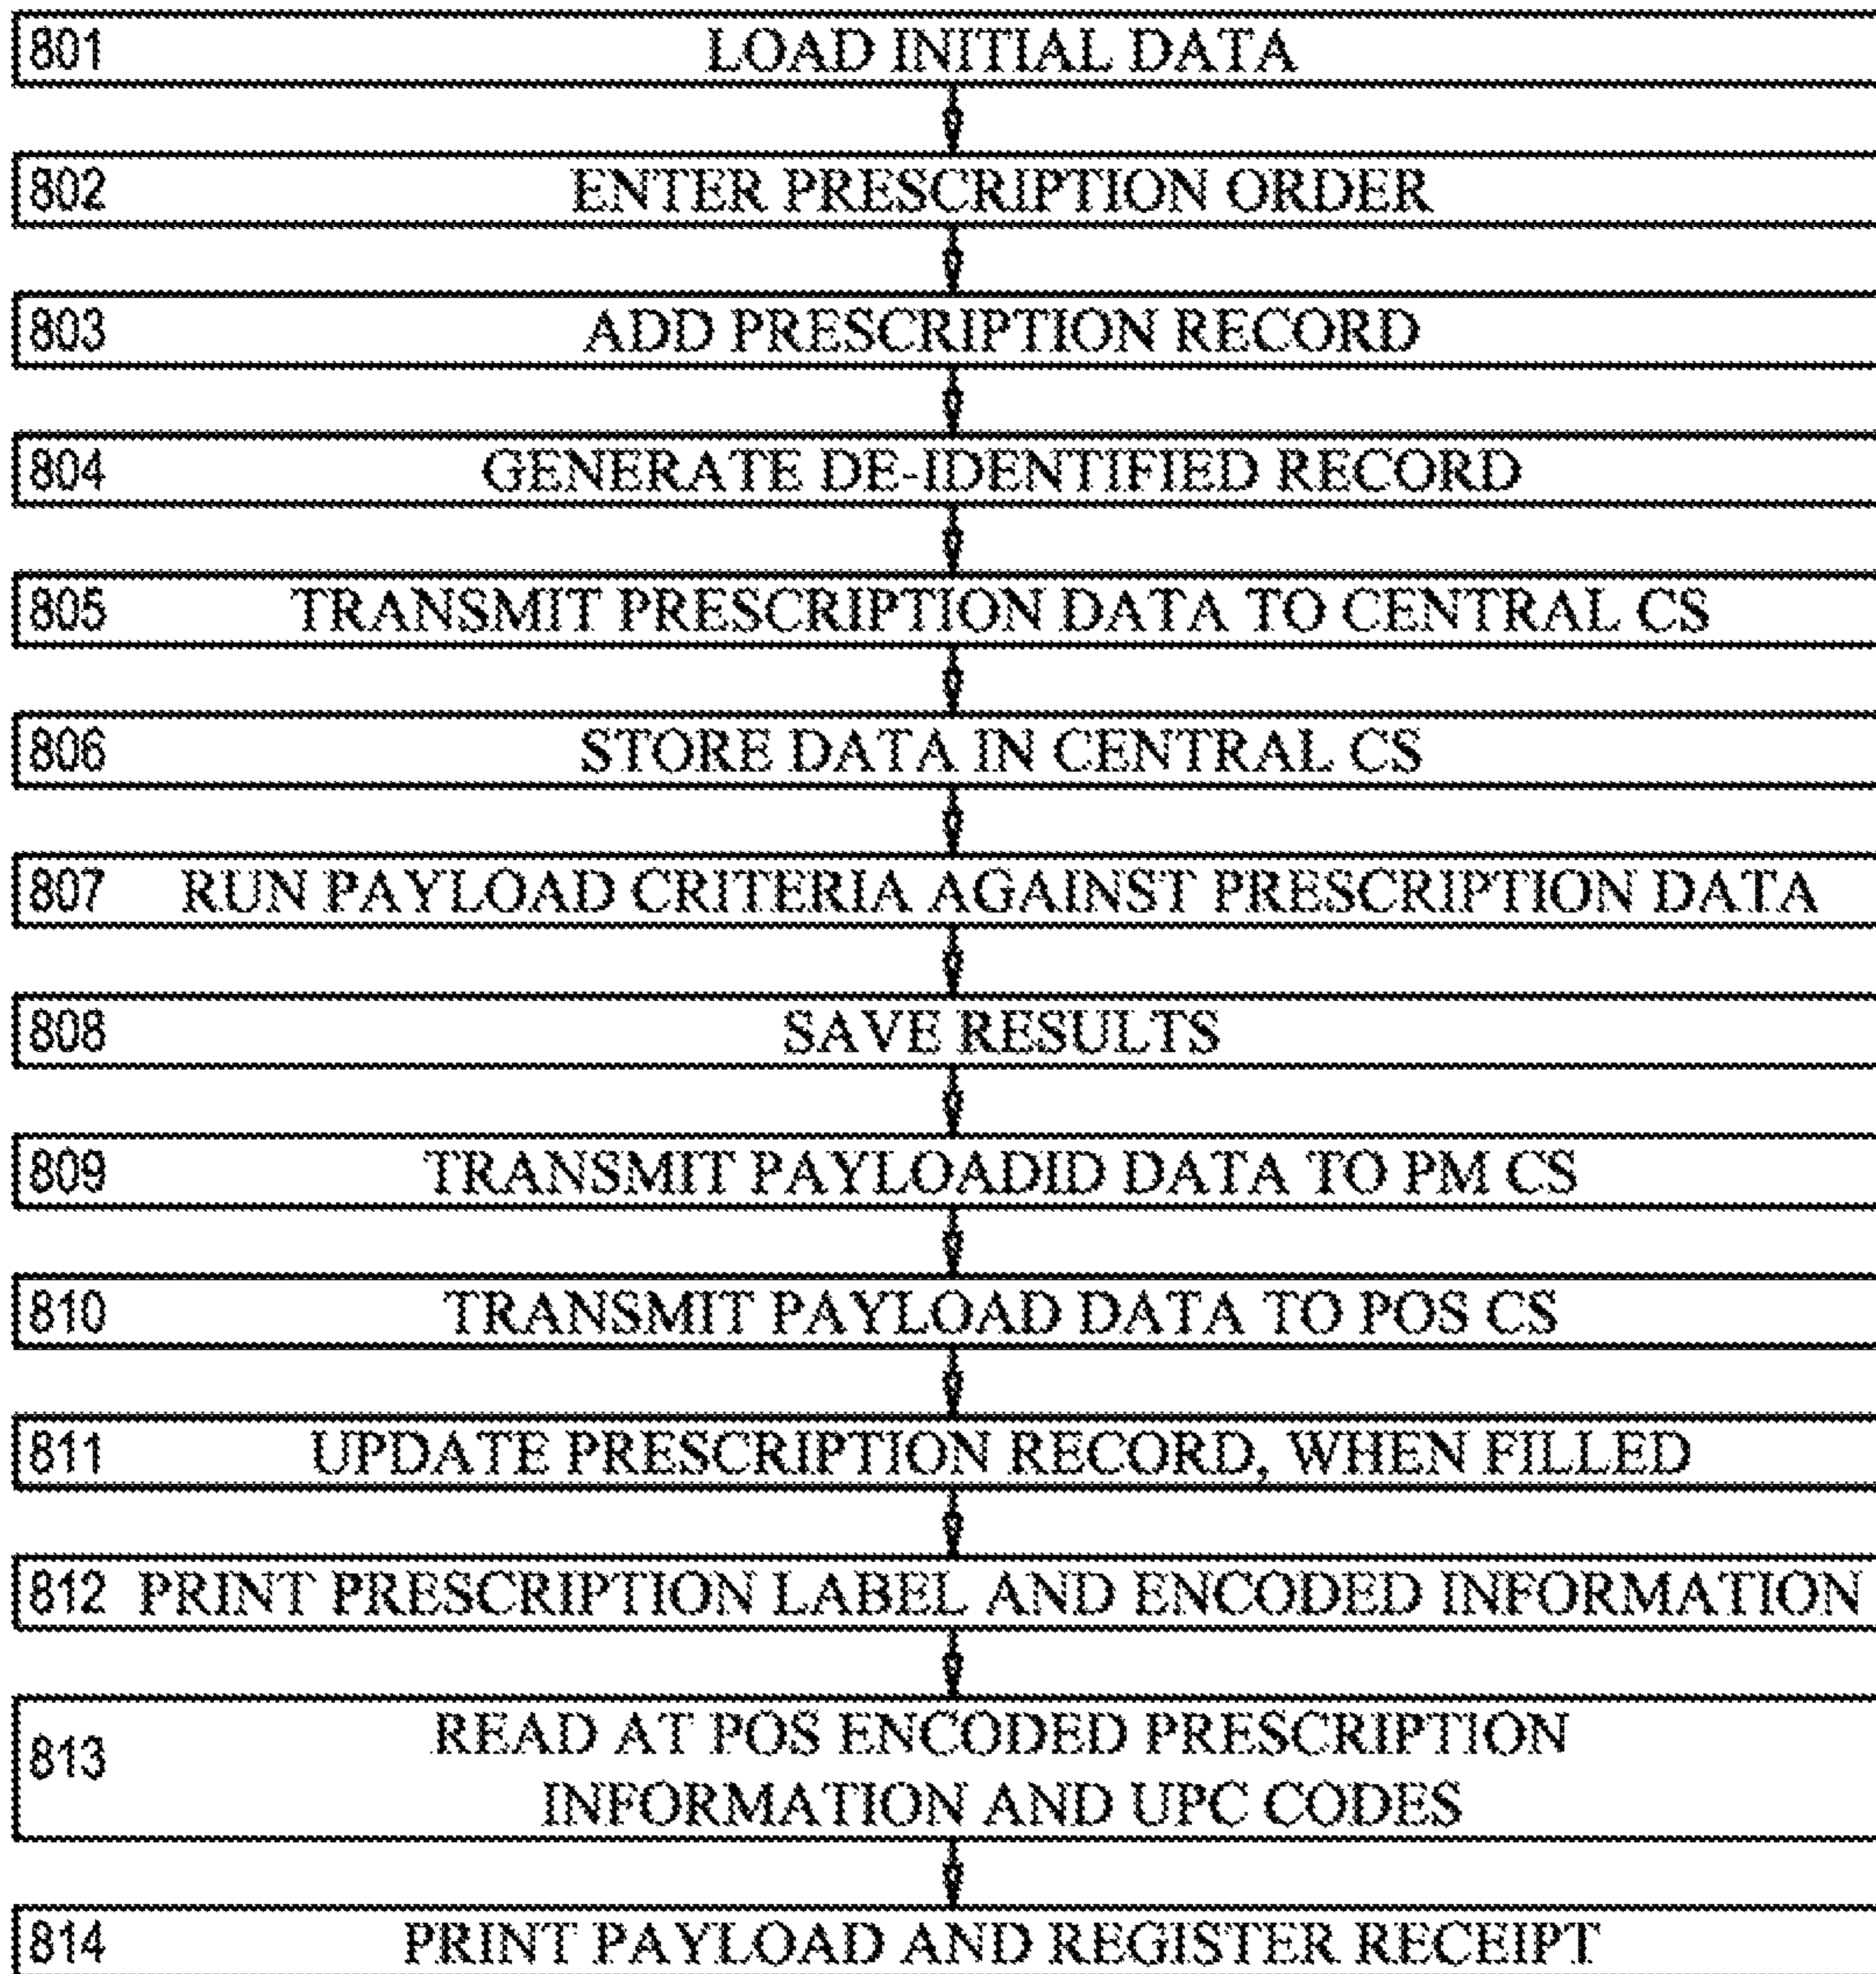 801 LOAD INITIAL DATA
802 ENTER PRESCRIPTION ORDER
803 ADD PRESCRIPTION RECORD
804 GENERATE DE-IDENTIFIED RECORD
805 TRANSMIT PRESCRIPTION DATA TO CENTRAL CS
806 STORE DATA IN CENTRAL CS
807 RUN PAYLOAD CRITERIA AGAINST PRESCRIPTION DATA
808 SAVE RESULTS
809 TRANSMIT PAYLOADID DATA TO PM CS
810 TRANSMIT PAYLOAD DATA TO POS CS
811 UPDATE PRESCRIPTION RECORD, WHEN FILLED
812 PRINT PRESCRIPTION LABEL AND ENCODED INFORMATION
813 READ AT POS ENCODED PRESCRIPTION
INFORMATION AND UPC CODES
814 PRINT PAYLOAD AND REGISTER RECEIPT